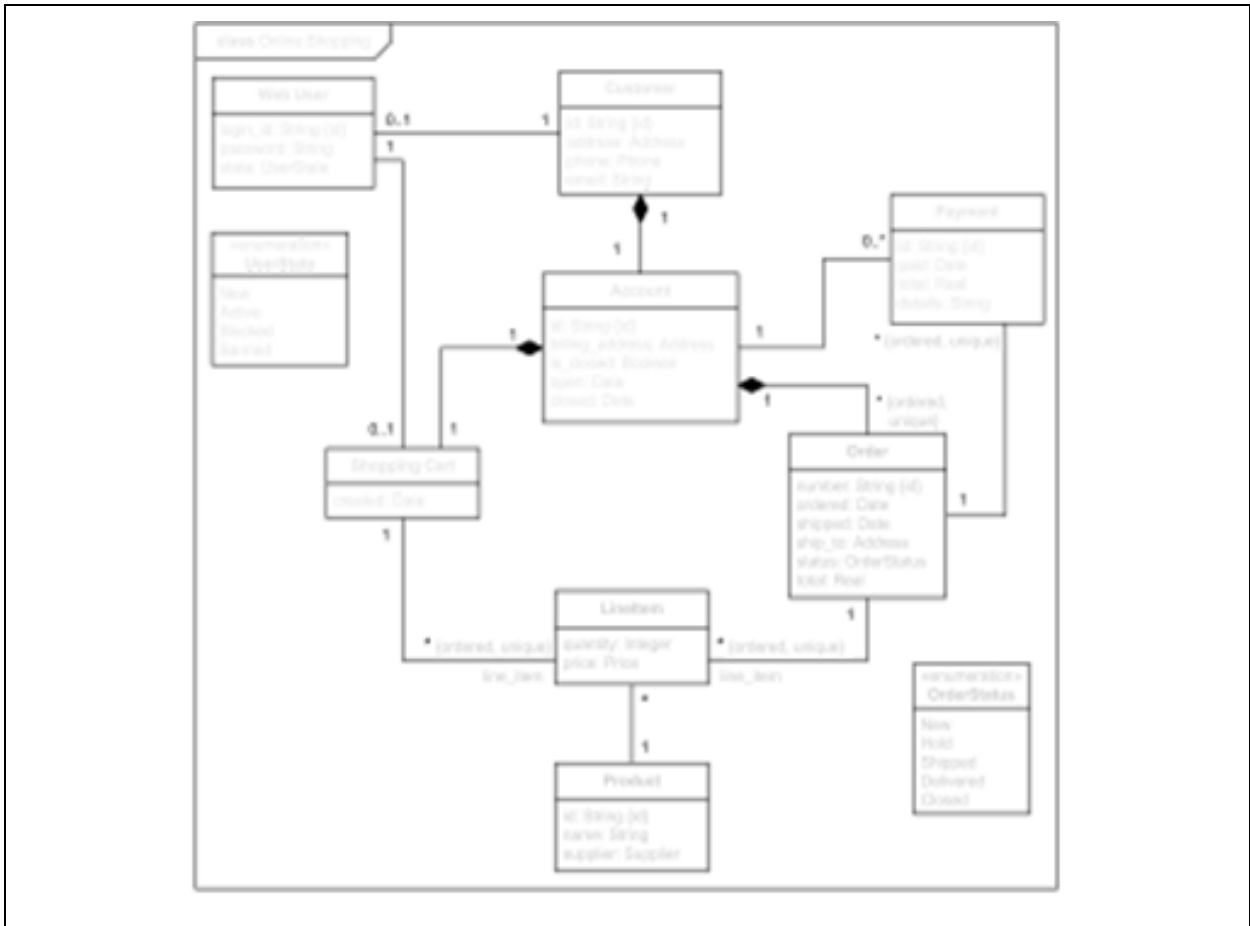 class Online Shopping
Web User
login_id: String {id}
password: String
state: UserState
0..1
1
1
Customer
id: String {id}
address: Address
phone: Phone
email: String
1
1
«enumeration»
UserState
New
Active
Blocked
Banned
Payment
id: String {id}
paid: Date
total: Real
details: String
0..*
* {ordered, unique}
Account
id: String {id}
billing_address: Address
is_closed: Boolean
open: Date
closed: Date
1
1
1
* {ordered,
unique}
0..1
1
Shopping Cart
created: Date
1
Order
number: String {id}
ordered: Date
shipped: Date
ship_to: Address
status: OrderStatus
total: Real
1
1
LineItem
quantity: Integer
price: Price
* {ordered, unique}
line_item
* {ordered, unique}
line_item
*
1
Product
id: String {id}
name: String
supplier: Supplier
«enumeration»
OrderStatus
New
Hold
Shipped
Delivered
Closed